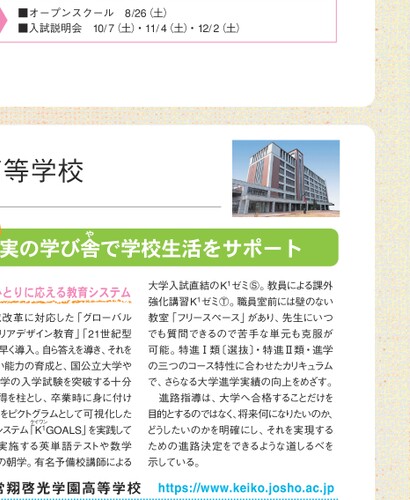 ■オープンスクール 8/26（土）
■入試説明会 10/7（土）・11/4（土）・12/2（土）
等学校
実の学び舎で学校生活をサポート
や
とりに応える教育システム
改革に対応した「グローバル
リアデザイン教育」「21世紀型
早く導入。自ら答えを導き、それを
い能力の育成と、国公立大学や
学の入学試験を突破する十分
得を柱とし、卒業時に身に付け
をピクトグラムとして可視化した
システム「K¹GOALS」を実践して
ケイワン
実施する英単語テストや数学
の朝学。有名予備校講師による
大学入試直結のK¹ゼミⓈ。教員による課外
強化講習K¹ゼミⓉ。職員室前には壁のない
教室「フリースペース」があり、先生にいつ
でも質問できるので苦手な単元も克服が
可能。特進Ⅰ類［選抜］・特進Ⅱ類・進学
の三つのコース特性に合わせたカリキュラム
で、さらなる大学進学実績の向上をめざす。
進路指導は、大学へ合格することだけを
目的とするのではなく、将来何になりたいのか、
どうしたいのかを明確にし、それを実現する
ための進路決定をできるような道しるべを
示している。
常翔啓光学園高等学校 https://www.keiko.josho.ac.jp